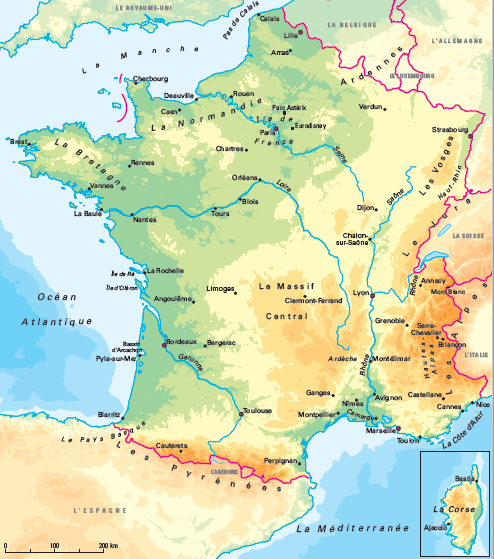 LE ROYAUME-UNI
Pas de Calais
Calais
LA BELGIQUE
Lille
L'ALLEMAGNE
La Manche
Arras
Ardennes
LE LUXEMBOURG
Cherbourg
Deauville
Rouen
Verdun
Caen
La Normandie
Parc Astérix
Île de
France
Eurodisney
Paris
Strasbourg
Brest
La Bretagne
Chartres
Seine
Les Vosges
Rennes
Haut-Rhin
Orléans
Vannes
Loire
Saône
La Baule
Blois
Nantes
Tours
Dijon
Le Jura
Chalon-
sur-Saône
LA SUISSE
Île de Ré
La Rochelle
Île d'Oléron
Rhône
Annecy
Mont Blanc
Océan
Atlantique
Limoges
Le Massif
Central
Clermont-Ferrand
Lyon
Angoulême
Les Alpes
Grenoble
Serre-
Chevalier
Briançon
Hautes-
Alpes
Bassin
d'Arcachon
Pyla-sur-Mer
Bordeaux
Bergerac
Garonne
Ardèche
Rhône
Montélimar
L'ITALIE
Ganges
Avignon
Castellane
Nîmes
Nice
Biarritz
Toulouse
Montpellier
Camargue
Cannes
Marseille
La Côte d'Azur
Toulon
Le Pays Basque
Cauterets
Les Pyrénées
L'ANDORRE
Perpignan
L'ESPAGNE
La Méditerranée
Bastia
La Corse
Ajaccio
0 100 200 km